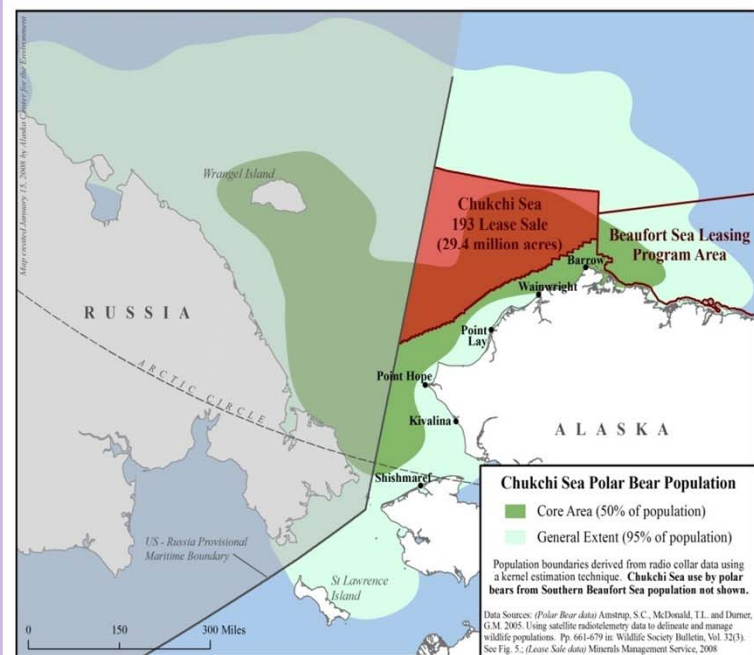 Map created January 15, 2008 by Alaska Center for the Environment
Wrangel Island
Chukchi Sea
193 Lease Sale
(29.4 million acres)
Beaufort Sea Leasing
Program Area
Barrow
Wainwright
RUSSIA
Point
Lay
ARCTIC CIRCLE
Point Hope
Kivalina
ALASKA
Shishmaref
US - Russia Provisional
Maritime Boundary
St Lawrence
Island
0 150 300 Miles
Chukchi Sea Polar Bear Population
Core Area (50% of population)
General Extent (95% of population)
Population boundaries derived from radio collar data using
a kernel estimation technique. Chukchi Sea use by polar
bears from Southern Beaufort Sea population not shown.
Data Sources: (Polar Bear data) Amstrup, S.C., McDonald, T.L. and Durner,
G.M. 2005. Using satellite radiotelemetry data to delineate and manage
wildlife populations. Pp. 661-679 in: Wildlife Society Bulletin, Vol. 32(3).
See Fig. 5.; (Lease Sale data) Minerals Management Service, 2008